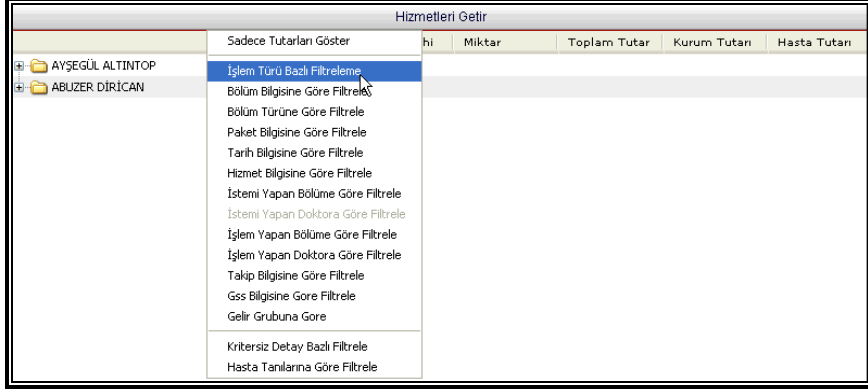 Hizmetleri Getir
hi Miktar Toplam Tutar Kurum Tutarı Hasta Tutarı
AYŞEGÜL ALTINTOP
ABUZER DİRİCAN
Sadece Tutarları Göster
İşlem Türü Bazlı Filtreleme
Bölüm Bilgisine Göre Filtrele
Bölüm Türüne Göre Filtrele
Paket Bilgisine Göre Filtrele
Tarih Bilgisine Göre Filtrele
Hizmet Bilgisine Göre Filtrele
İstemi Yapan Bölüme Göre Filtrele
İstemi Yapan Doktora Göre Filtrele
İşlem Yapan Bölüme Göre Filtrele
İşlem Yapan Doktora Göre Filtrele
Takip Bilgisine Göre Filtrele
Gss Bilgisine Gore Filtrele
Gelir Grubuna Gore
Kritersiz Detay Bazlı Filtrele
Hasta Tanılarına Göre Filtrele